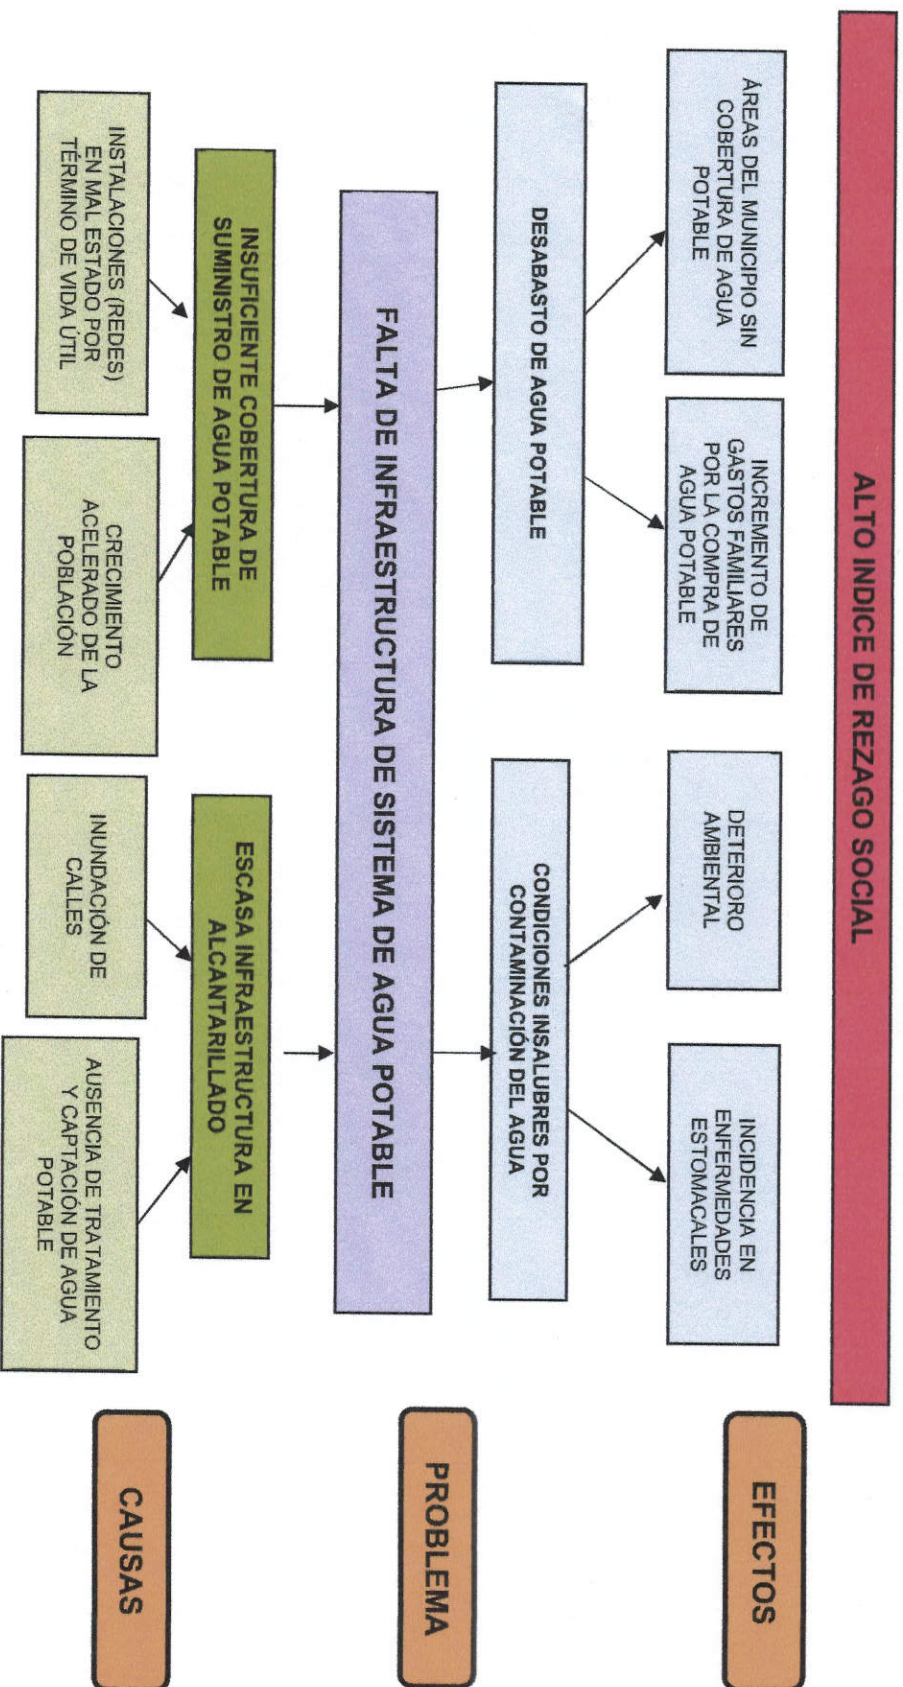 ALTO INDICE DE REZAGO SOCIAL
ÁREAS DEL MUNICIPIO SIN
COBERTURA DE AGUA
POTABLE
INCREMENTO DE
GASTOS FAMILIARES
POR LA COMPRA DE
AGUA POTABLE
DETERIORO
AMBIENTAL
INCIDENCIA EN
ENFERMEDADES
ESTOMACALES
EFECTOS
DESABASTO DE AGUA POTABLE
CONDICIONES INSALUBRES POR
CONTAMINACIÓN DEL AGUA
FALTA DE INFRAESTRUCTURA DE SISTEMA DE AGUA POTABLE
PROBLEMA
INSUFICIENTE COBERTURA DE
SUMINISTRO DE AGUA POTABLE
ESCASA INFRAESTRUCTURA EN
ALCANTARILLADO
INSTALACIONES (REDES)
EN MAL ESTADO POR
TÉRMINO DE VIDA ÚTIL
CRECIMIENTO
ACELERADO DE LA
POBLACIÓN
INUNDACIÓN DE
CALLES
AUSENCIA DE TRATAMIENTO
Y CAPTACIÓN DE AGUA
POTABLE
CAUSAS